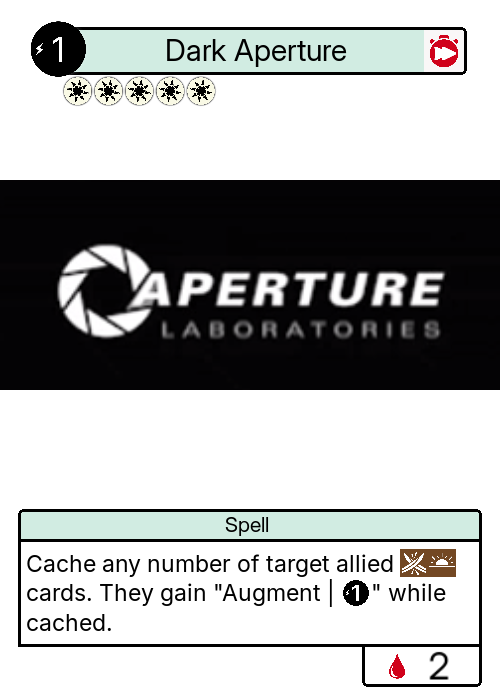 1 Dark Aperture
APERTURE
LABORATORIES
Spell
Cache any number of target allied
cards. They gain "Augment | 1" while
cached.
2